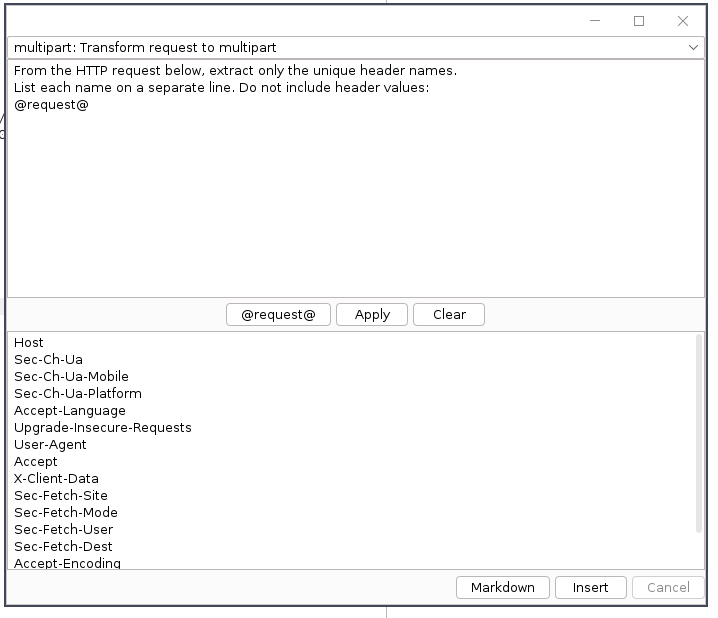 multipart: Transform request to multipart
From the HTTP request below, extract only the unique header names.
List each name on a separate line. Do not include header values:
@request@
@request@ Apply Clear
Host
Sec-Ch-Ua
Sec-Ch-Ua-Mobile
Sec-Ch-Ua-Platform
Accept-Language
Upgrade-Insecure-Requests
User-Agent
Accept
X-Client-Data
Sec-Fetch-Site
Sec-Fetch-Mode
Sec-Fetch-User
Sec-Fetch-Dest
Accept-Encoding
Markdown Insert Cancel